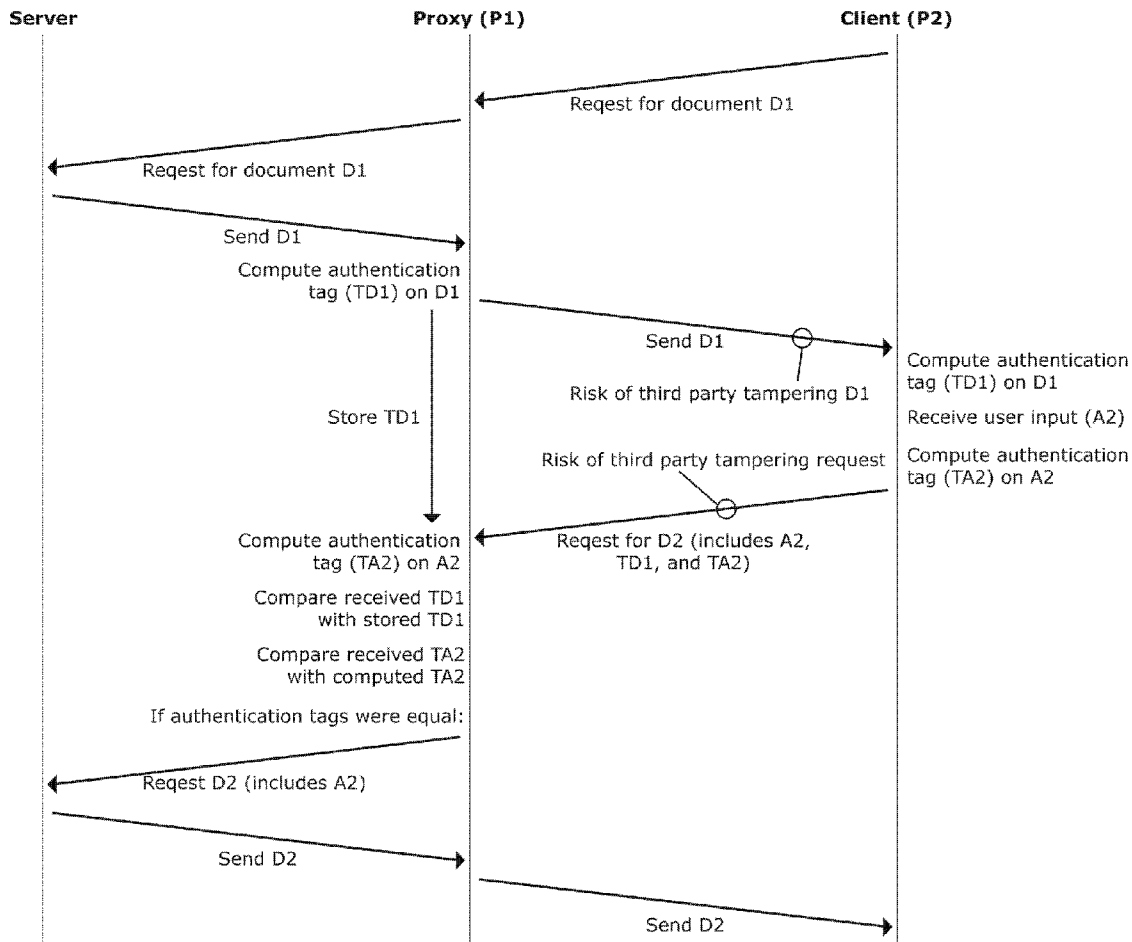 Server
Proxy (P1)
Client (P2)
Reqest for document D1
Reqest for document D1
Send D1
Compute authentication
tag (TD1) on D1
Send D1
Risk of third party tampering D1
Compute authentication
tag (TD1) on D1
Store TD1
Receive user input (A2)
Risk of third party tampering request
Compute authentication
tag (TA2) on A2
Compute authentication
tag (TA2) on A2
Reqest for D2 (includes A2,
TD1, and TA2)
Compare received TD1
with stored TD1
Compare received TA2
with computed TA2
If authentication tags were equal:
Reqest D2 (includes A2)
Send D2
Send D2